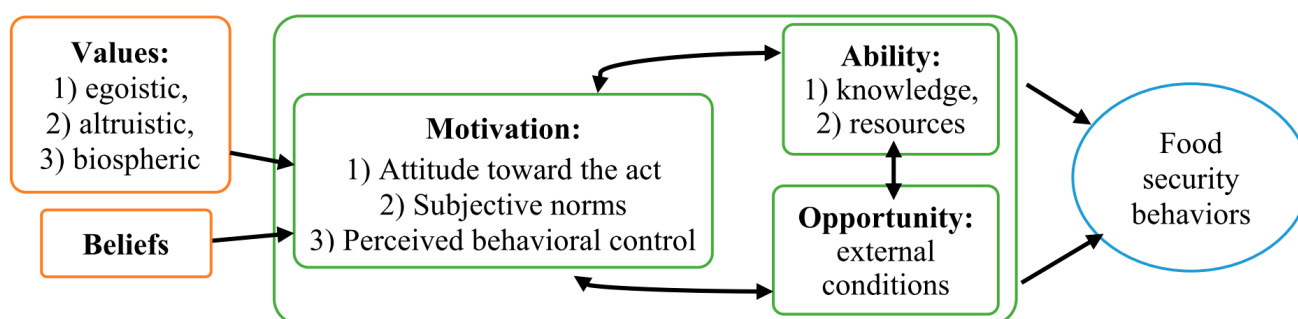 Values:
1) egoistic,
2) altruistic,
3) biospheric
Beliefs
Motivation:
1) Attitude toward the act
2) Subjective norms
3) Perceived behavioral control
Ability:
1) knowledge,
2) resources
Opportunity:
external
conditions
Food
security
behaviors